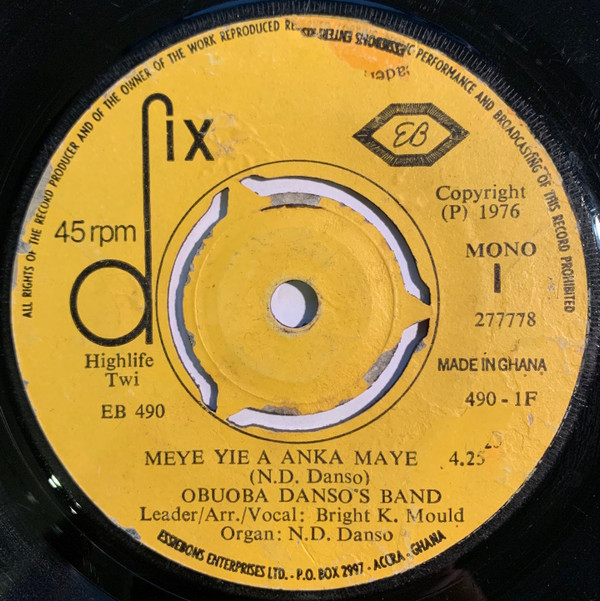 ALL RIGHTS OF THE RECORD PRODUCER AND OF THE OWNER OF THE WORK REPRODUCED PERFORMANCE AND BROADCASTING OF THIS RECORD PROHIBITED
dix
EB
45 rpm
Copyright
(P) 1976
MONO
I
277778
Highlife
Twi
MADE IN GHANA
EB 490
490 - 1F
MEYE YIE A ANKA MAYE 4.25
(N.D. Danso)
OBUOBA DANSO'S BAND
Leader/Arr./Vocal: Bright K. Mould
Organ: N.D. Danso
ESSIEBONS ENTERPRISES LTD. - P.O. BOX 2997 - ACCRA - GHANA